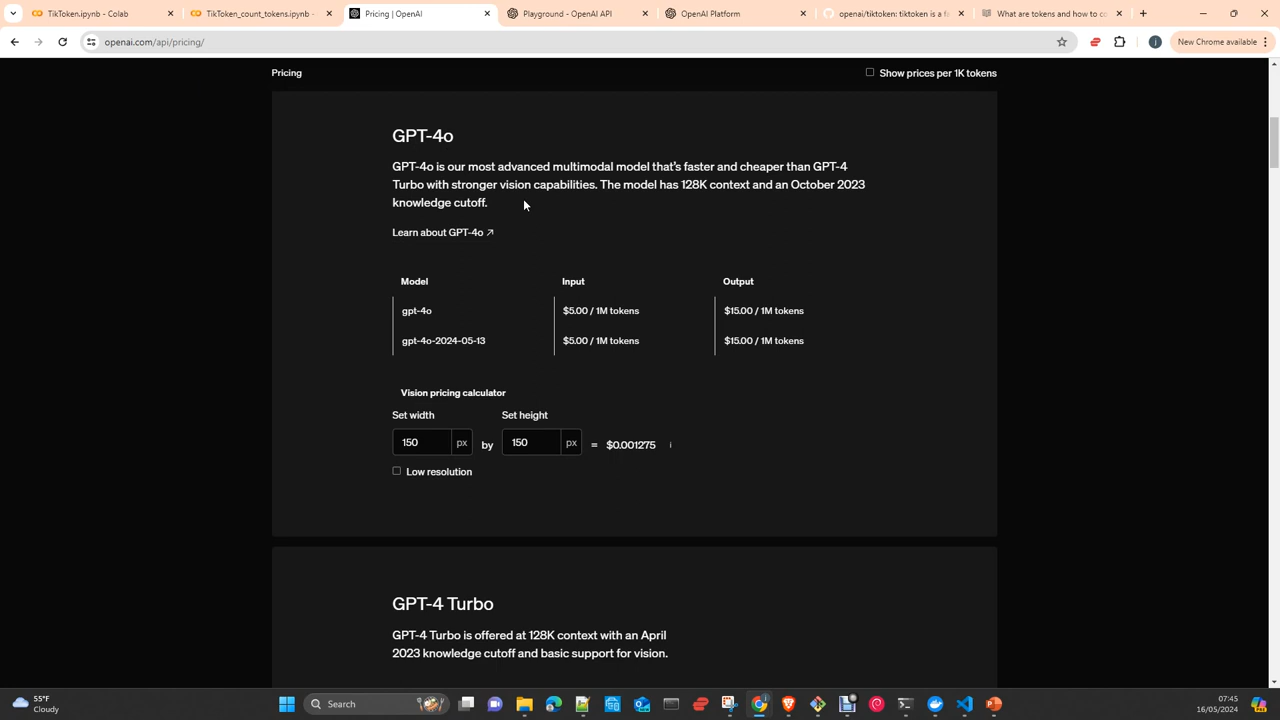 TikToken.ipynb - Colab
TikToken_count_tokens.ipynb -
Pricing | OpenAI
Playground - OpenAI API
OpenAI Platform
openai/tiktoken: tiktoken is a fa
What are tokens and how to co
openai.com/api/pricing/
New Chrome available
Pricing
Show prices per 1K tokens
GPT-4o
GPT-4o is our most advanced multimodal model that's faster and cheaper than GPT-4
Turbo with stronger vision capabilities. The model has 128K context and an October 2023
knowledge cutoff.
Learn about GPT-4o ↗
Model Input Output
gpt-4o $5.00 / 1M tokens $15.00 / 1M tokens
gpt-4o-2024-05-13 $5.00 / 1M tokens $15.00 / 1M tokens
Vision pricing calculator
Set width Set height
150 px by 150 px = $0.001275 i
Low resolution
GPT-4 Turbo
GPT-4 Turbo is offered at 128K context with an April
2023 knowledge cutoff and basic support for vision.
55°F
Cloudy
Search
07:45
16/05/2024